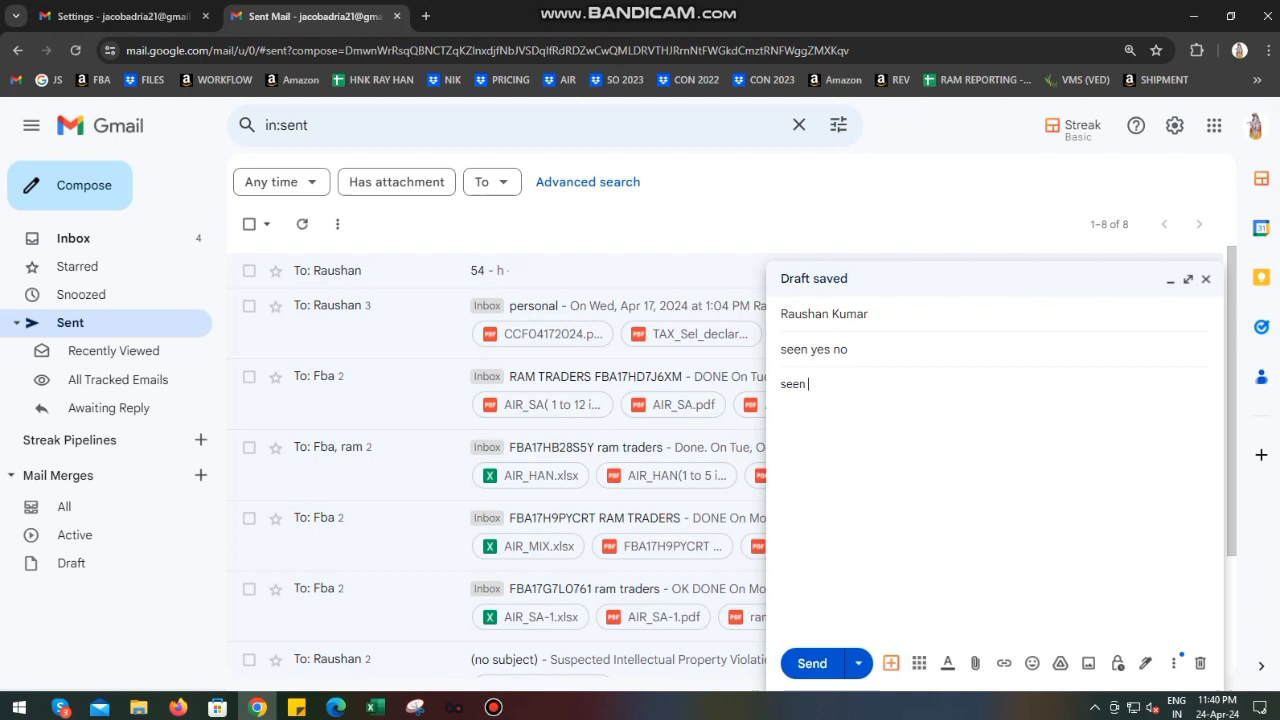 Settings - jacobadria21@gmail
Sent Mail - jacobadria21@gma
www.BANDICAM.com
mail.google.com/mail/u/0/#sent?compose=DmwnWrRsqQBNCTZqKZlnxdjfNbJVSDqlfRdRDZwCwQMLDRVTHJRrnNtFWGkdCmztRNFWggZMXKqv
JS
FBA
FILES
WORKFLOW
Amazon
HNK RAY HAN
NIK
PRICING
AIR
SO 2023
CON 2022
CON 2023
Amazon
REV
RAM REPORTING -...
VMS (VED)
SHIPMENT
»
Gmail
in:sent
Streak
Basic
Compose
Any time
Has attachment
To
Advanced search
Inbox 4
1–8 of 8
Starred
Snoozed
Sent
Recently Viewed
All Tracked Emails
Awaiting Reply
Streak Pipelines
Mail Merges
All
Active
Draft
To: Raushan 54 - h -
To: Raushan 3 Inbox personal - On Wed, Apr 17, 2024 at 1:04 PM Ra
CCFO4172024.p... TAX_Sel_declar...
To: Fba 2 Inbox RAM TRADERS FBA17HD7J6XM - DONE On Tue
AIR_SA( 1 to 12 i... AIR_SA.pdf
To: Fba, ram 2 Inbox FBA17HB28S5Y ram traders - Done. On Tue, O
AIR_HAN.xlsx AIR_HAN(1 to 5 i...
To: Fba 2 Inbox FBA17H9PYCRT RAM TRADERS - DONE On Mo
AIR_MIX.xlsx FBA17H9PYCRT ...
To: Fba 2 Inbox FBA17G7L0761 ram traders - OK DONE On Mo
AIR_SA-1.xlsx AIR_SA-1.pdf ran
To: Raushan 2 (no subject) - Suspected Intellectual Property Violatio
Draft saved
Raushan Kumar
seen yes no
seen
Send
31
ENG
IN
11:40 PM
24-Apr-24